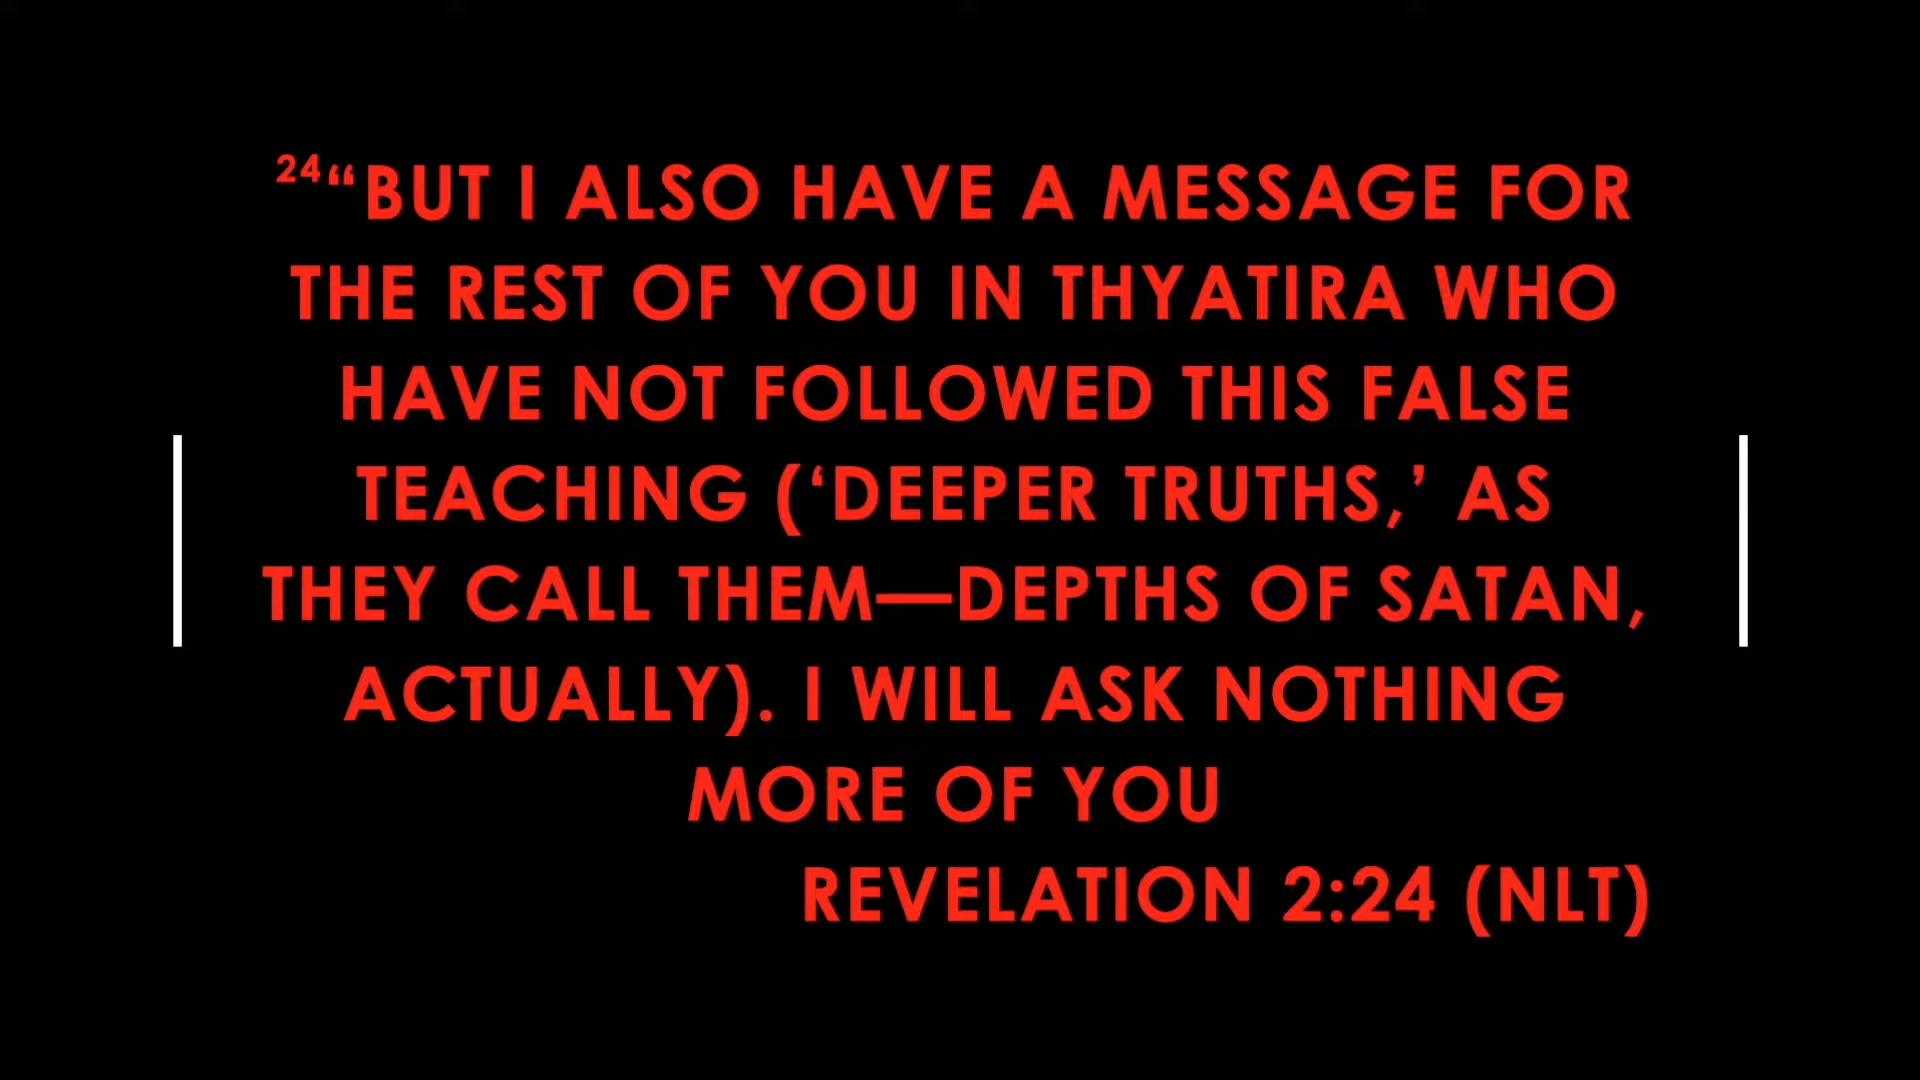 ²⁴“BUT I ALSO HAVE A MESSAGE FOR
THE REST OF YOU IN THYATIRA WHO
HAVE NOT FOLLOWED THIS FALSE
TEACHING (‘DEEPER TRUTHS,’ AS
THEY CALL THEM—DEPTHS OF SATAN,
ACTUALLY). I WILL ASK NOTHING
MORE OF YOU
REVELATION 2:24 (NLT)